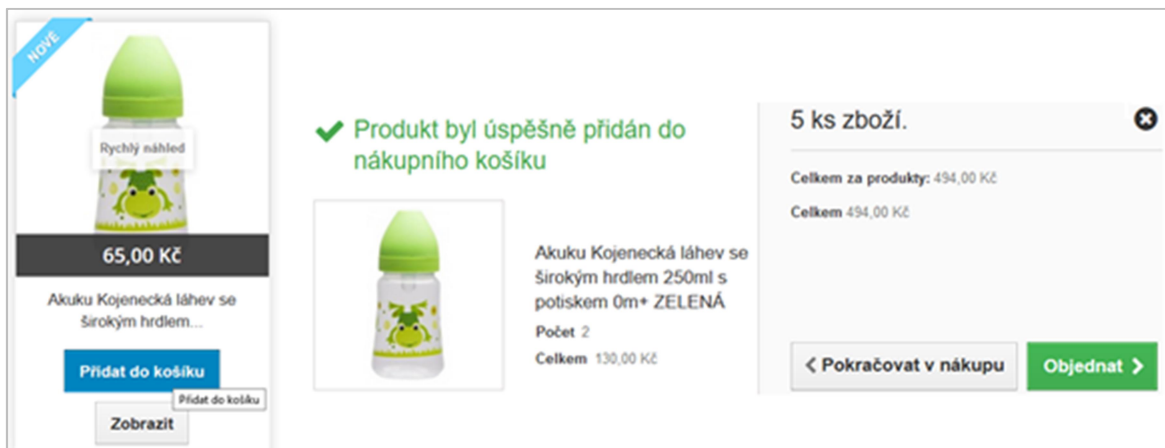 NOVÉ
Rychlý náhled
65,00 Kč
Akuku Kojenecká láhev se
širokým hrdlem...
Přidat do košíku
Přidat do košíku
Zobrazit
Produkt byl úspěšně přidán do
nákupního košíku
Akuku Kojenecká láhev se
širokým hrdlem 250ml s
potiskem 0m+ ZELENÁ
Počet 2
Celkem 130,00 Kč
5 ks zboží.
Celkem za produkty: 494,00 Kč
Celkem 494,00 Kč
Pokračovat v nákupu
Objednat